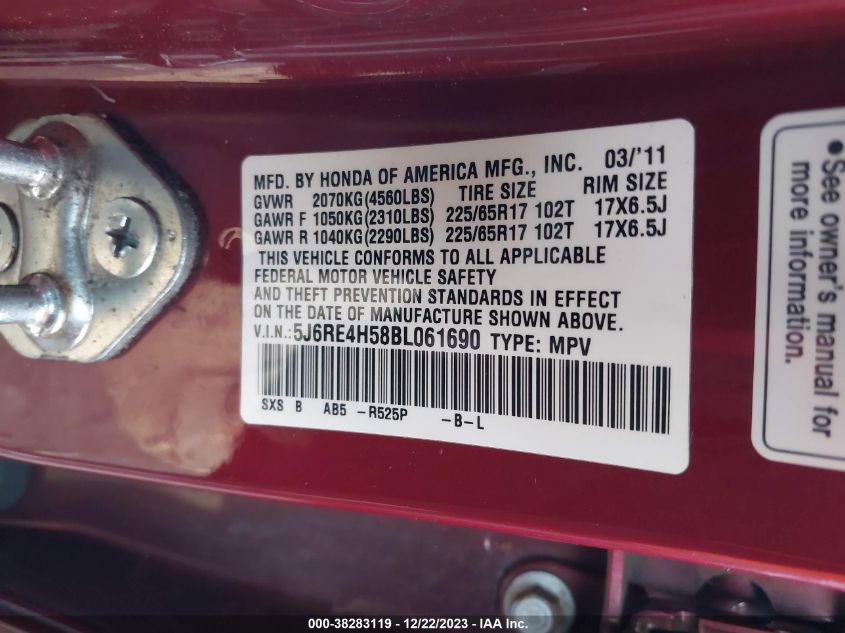 MFD. BY HONDA OF AMERICA MFG., INC. 03/'11
GVWR 2070KG(4560LBS) TIRE SIZE RIM SIZE
GAWR F 1050KG(2310LBS) 225/65R17 102T 17X6.5J
GAWR R 1040KG(2290LBS) 225/65R17 102T 17X6.5J
THIS VEHICLE CONFORMS TO ALL APPLICABLE
FEDERAL MOTOR VEHICLE SAFETY
AND THEFT PREVENTION STANDARDS IN EFFECT
ON THE DATE OF MANUFACTURE SHOWN ABOVE.
V.I.N.: 5J6RE4H58BL061690 TYPE: MPV
SXS B AB5 -R525P -B-L
•See owner's manual for
more information.
000-38283119 - 12/22/2023 - IAA Inc.